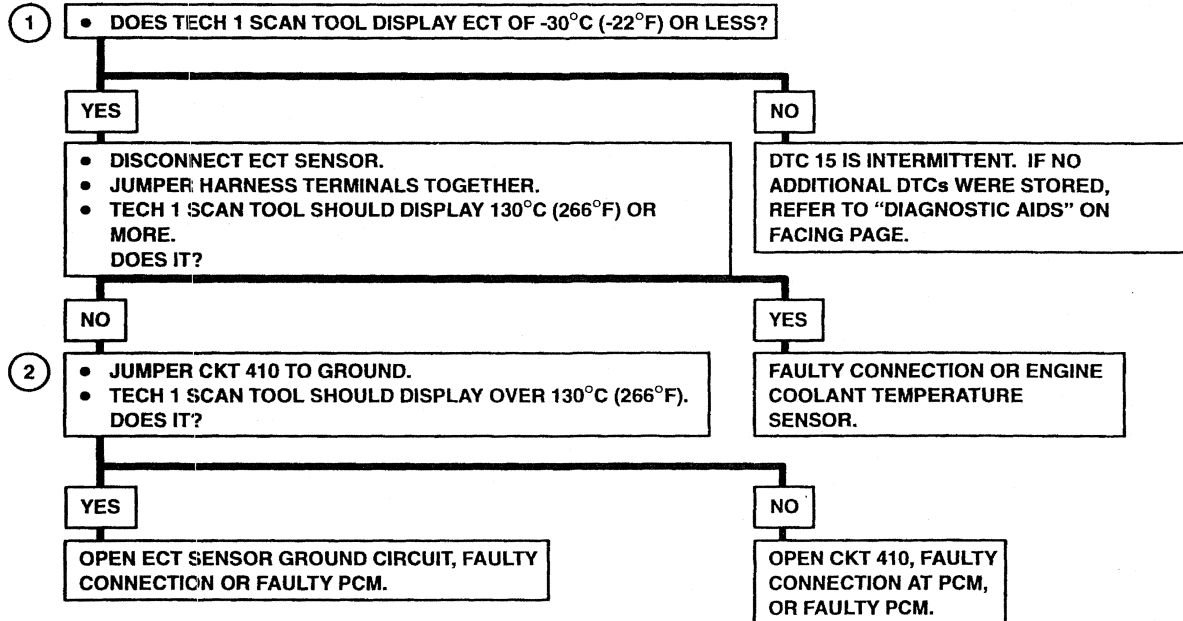 1
• DOES TECH 1 SCAN TOOL DISPLAY ECT OF -30°C (-22°F) OR LESS?
YES
NO
• DISCONNECT ECT SENSOR.
• JUMPER HARNESS TERMINALS TOGETHER.
• TECH 1 SCAN TOOL SHOULD DISPLAY 130°C (266°F) OR
MORE.
DOES IT?
DTC 15 IS INTERMITTENT. IF NO
ADDITIONAL DTCs WERE STORED,
REFER TO “DIAGNOSTIC AIDS” ON
FACING PAGE.
NO
YES
2
• JUMPER CKT 410 TO GROUND.
• TECH 1 SCAN TOOL SHOULD DISPLAY OVER 130°C (266°F).
DOES IT?
FAULTY CONNECTION OR ENGINE
COOLANT TEMPERATURE
SENSOR.
YES
NO
OPEN ECT SENSOR GROUND CIRCUIT, FAULTY
CONNECTION OR FAULTY PCM.
OPEN CKT 410, FAULTY
CONNECTION AT PCM,
OR FAULTY PCM.